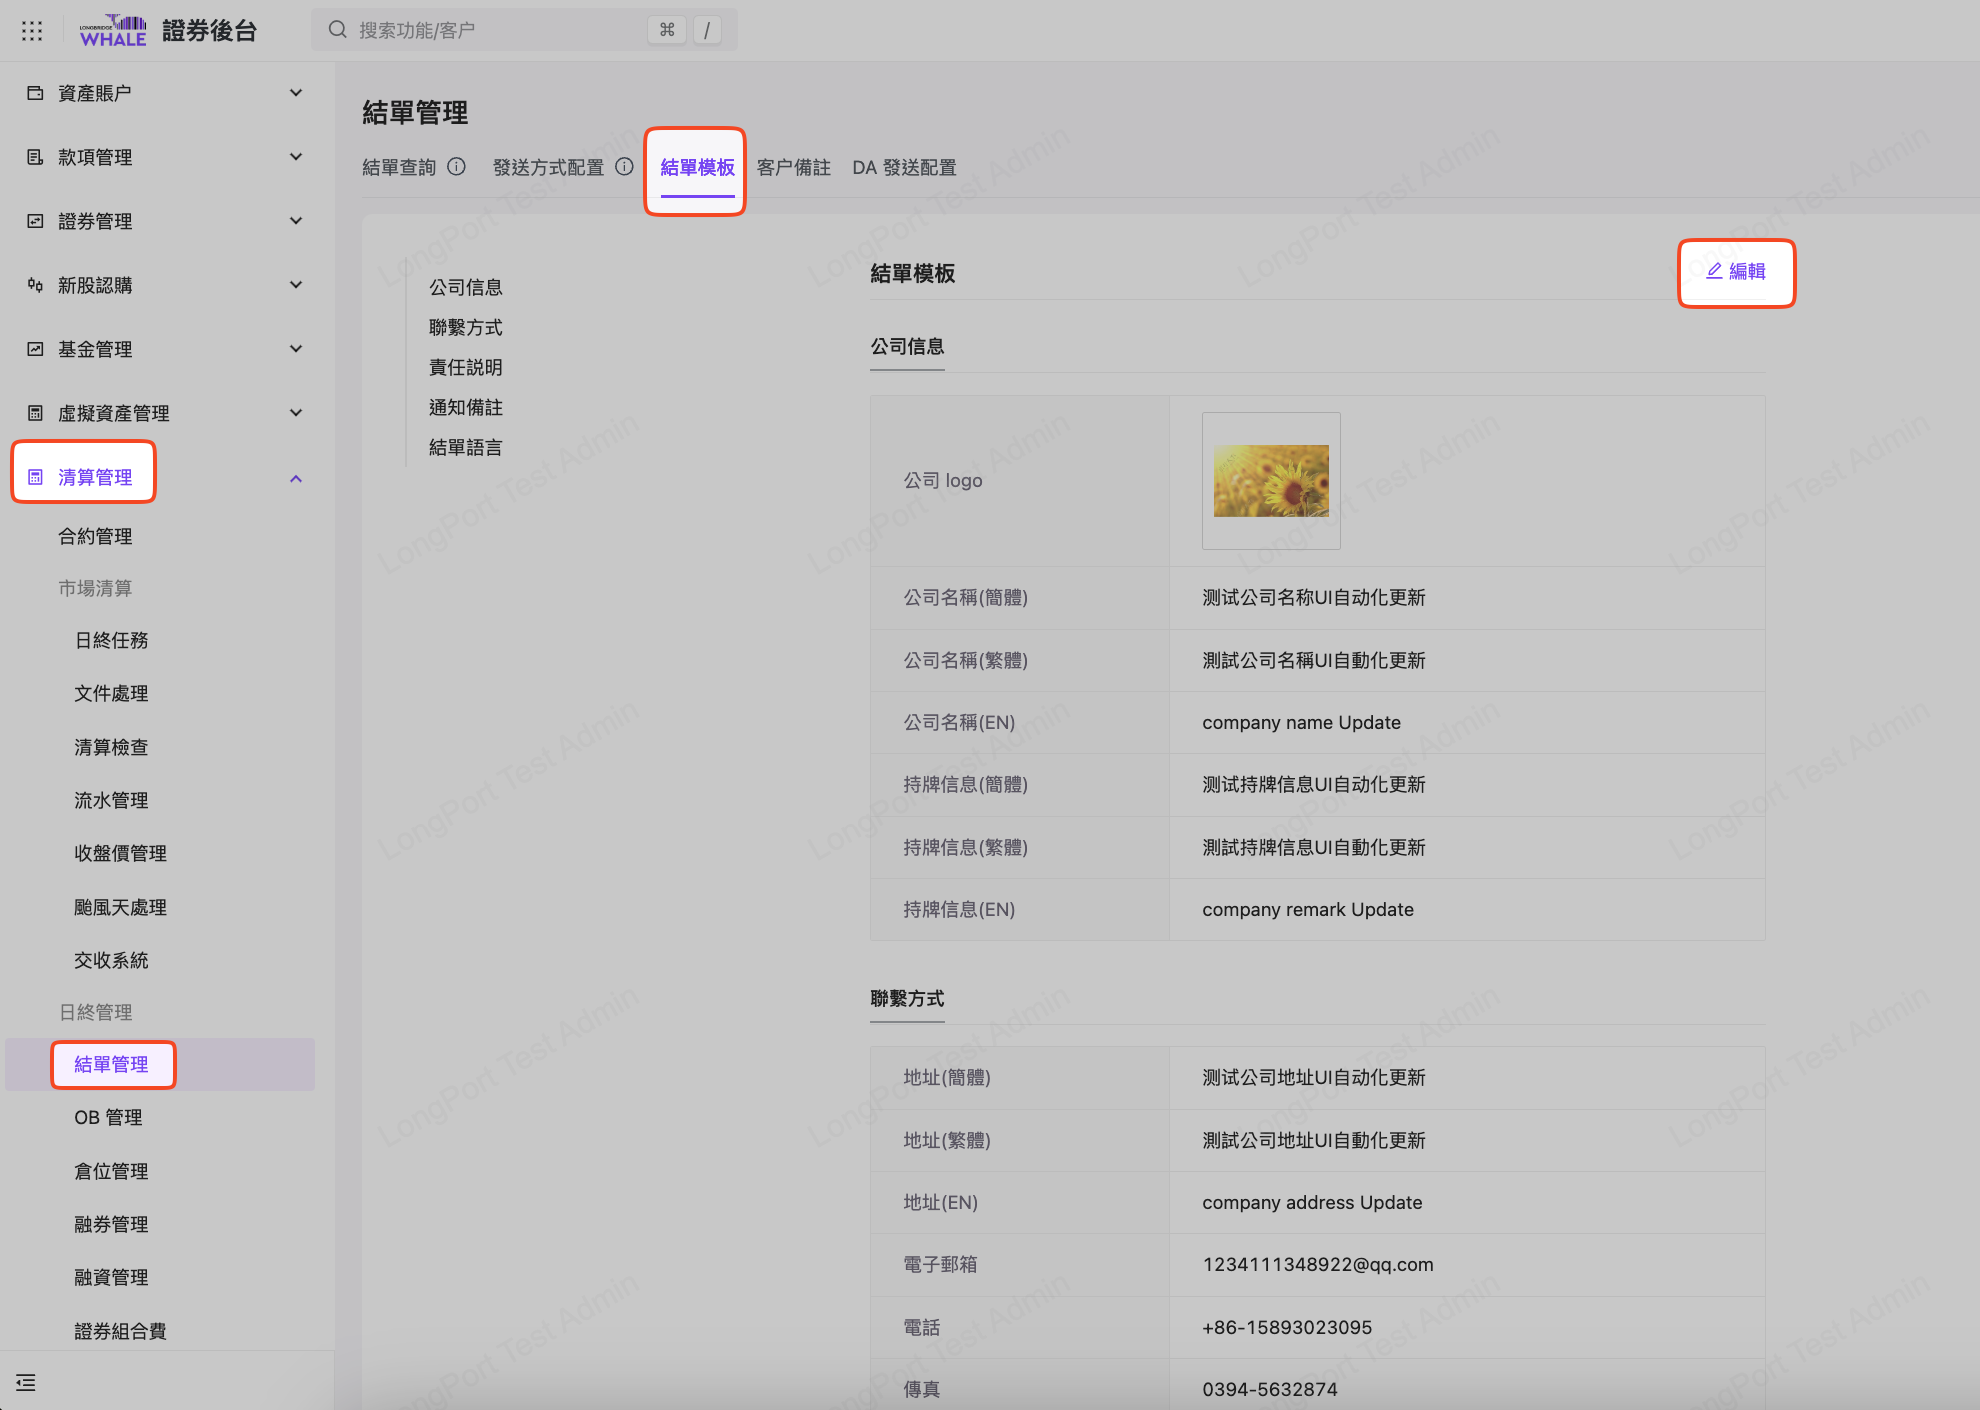 LONGBRIDGE
WHALE
證券後台
搜索功能/客户
⌘ /
資產賬户
款項管理
證券管理
新股認購
基金管理
虛擬資產管理
清算管理
合約管理
市場清算
日終任務
文件處理
清算檢查
流水管理
收盤價管理
颱風天處理
交收系統
日終管理
結單管理
OB 管理
倉位管理
融券管理
融資管理
證券組合費
結單管理
結單查詢 發送方式配置 結單模板 客户備註 DA 發送配置
公司信息
聯繫方式
責任説明
通知備註
結單語言
結單模板 編輯
公司信息
公司 logo
公司名稱(簡體) 测试公司名称UI自动化更新
公司名稱(繁體) 測試公司名稱UI自動化更新
公司名稱(EN) company name Update
持牌信息(簡體) 测试持牌信息UI自动化更新
持牌信息(繁體) 測試持牌信息UI自動化更新
持牌信息(EN) company remark Update
聯繫方式
地址(簡體) 测试公司地址UI自动化更新
地址(繁體) 測試公司地址UI自動化更新
地址(EN) company address Update
電子郵箱 1234111348922@qq.com
電話 +86-15893023095
傳真 0394-5632874
LongPort Test Admin